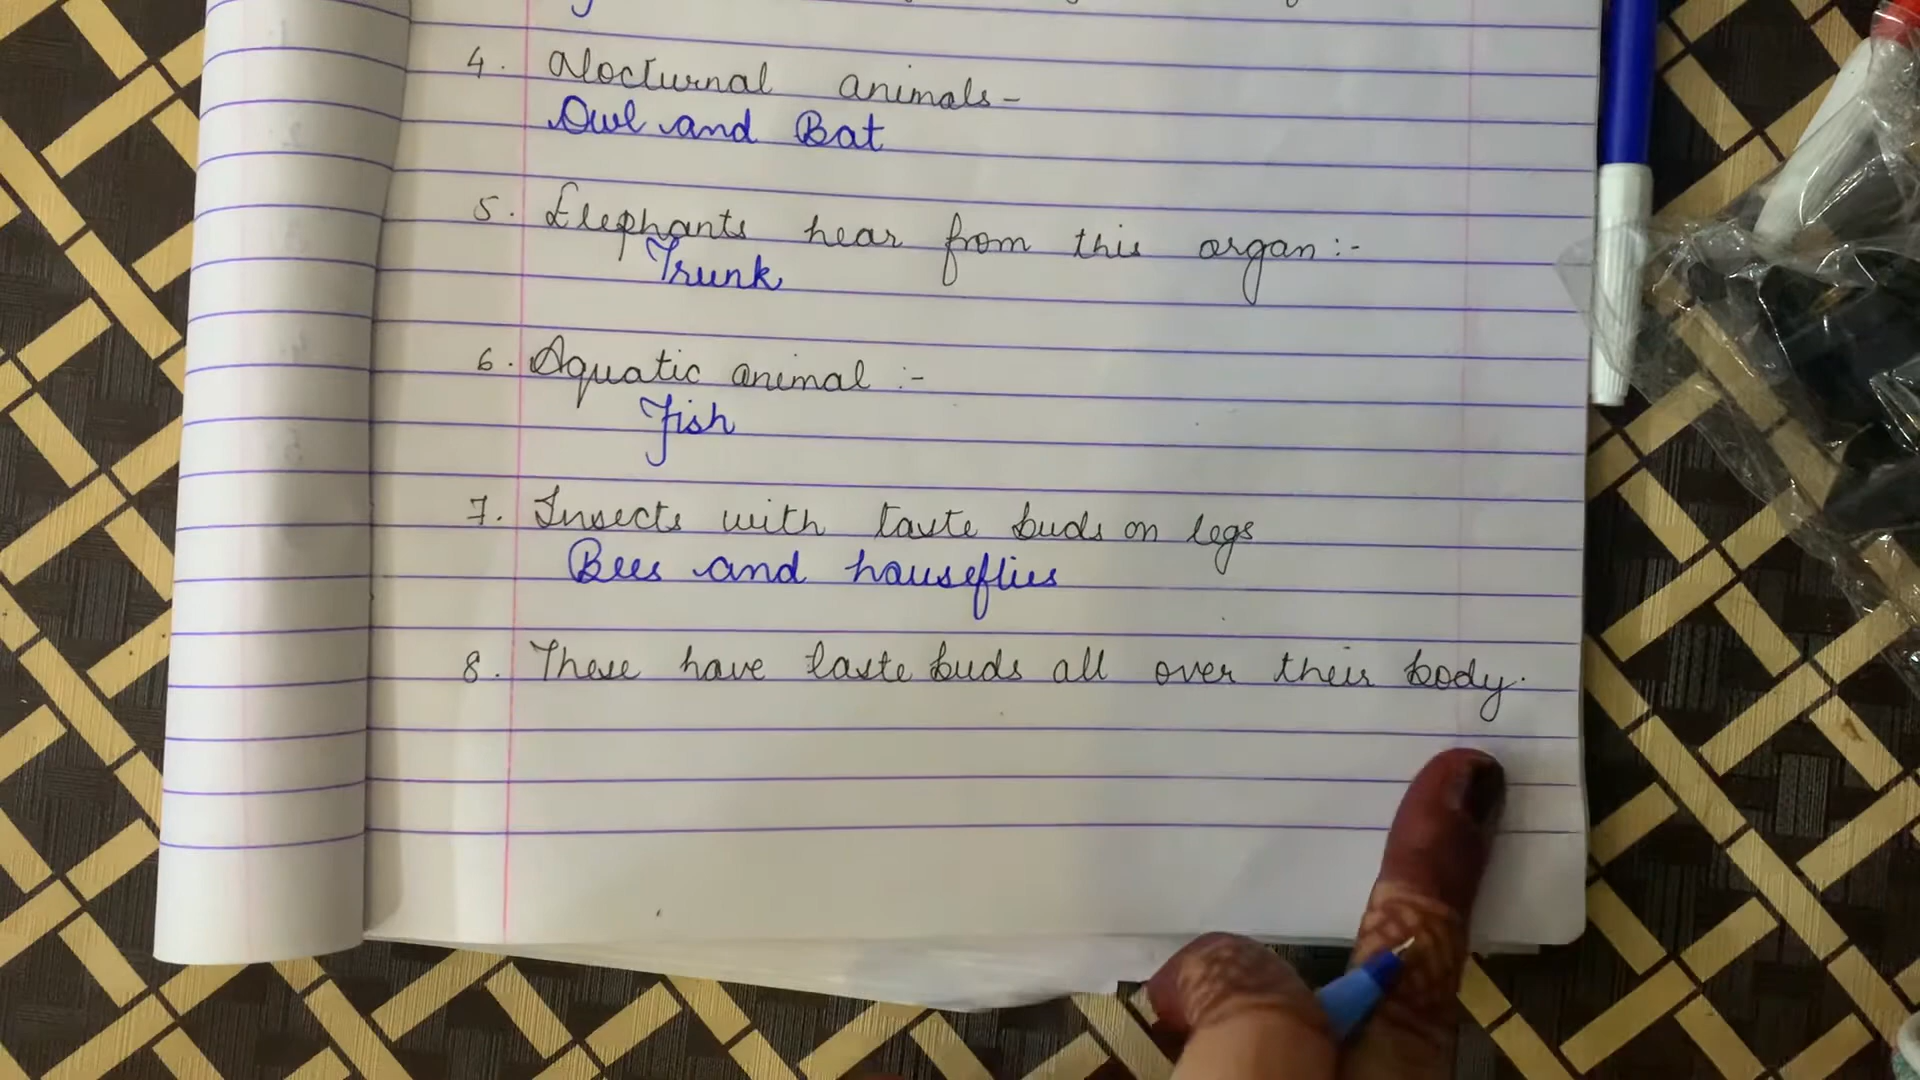 4. Nocturnal animals-
Owl and Bat
5. Elephants hear from this organ:-
Trunk
6. Aquatic animal :-
Fish
7. Insects with taste buds on legs
Bees and houseflies
8. These have taste buds all over their body.